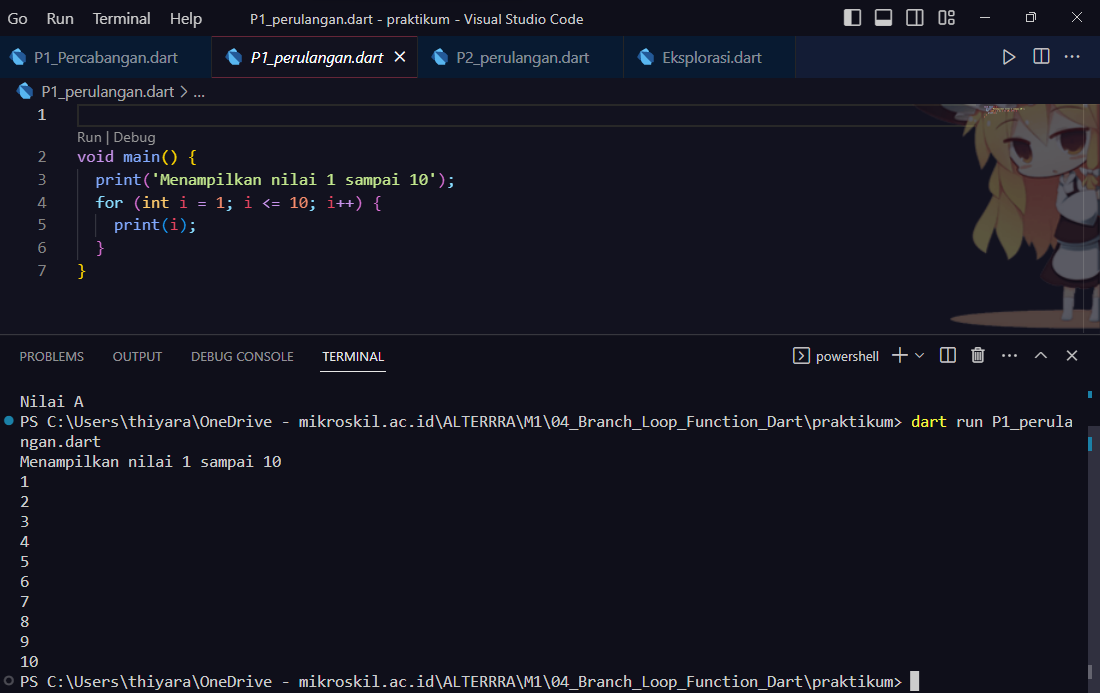 Go Run Terminal Help P1_perulangan.dart - praktikum - Visual Studio Code
P1_Percabangan.dart P1_perulangan.dart P2_perulangan.dart Eksplorasi.dart
P1_perulangan.dart > ...
1
Run | Debug
2 void main() {
3 print('Menampilkan nilai 1 sampai 10');
4 for (int i = 1; i <= 10; i++) {
5 print(i);
6 }
7 }
PROBLEMS OUTPUT DEBUG CONSOLE TERMINAL powershell
Nilai A
PS C:\Users\thiyara\OneDrive - mikroskil.ac.id\ALTERRRA\M1\04_Branch_Loop_Function_Dart\praktikum> dart run P1_perula
ngan.dart
Menampilkan nilai 1 sampai 10
1
2
3
4
5
6
7
8
9
10
PS C:\Users\thiyara\OneDrive - mikroskil.ac.id\ALTERRRA\M1\04_Branch_Loop_Function_Dart\praktikum>